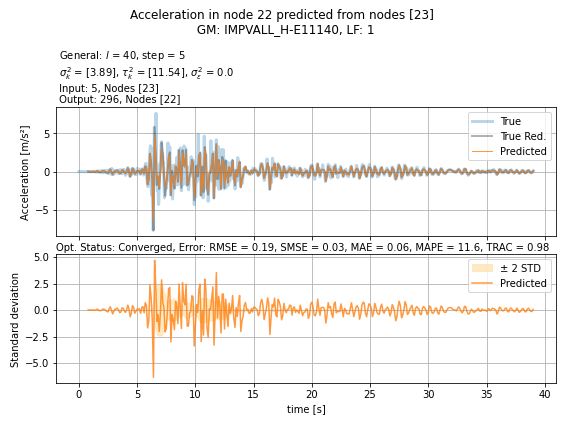 Acceleration in node 22 predicted from nodes [23]
GM: IMPVALL_H-E11140, LF: 1
General: l = 40, step = 5
σ²ₖ = [3.89], τ²ₖ = [11.54], σ²ε = 0.0
Input: 5, Nodes [23]
Output: 296, Nodes [22]
Acceleration [m/s²]
5
0
−5
True
True Red.
Predicted
Opt. Status: Converged, Error: RMSE = 0.19, SMSE = 0.03, MAE = 0.06, MAPE = 11.6, TRAC = 0.98
Standard deviation
5.0
2.5
0.0
−2.5
−5.0
± 2 STD
Predicted
0 5 10 15 20 25 30 35 40
time [s]